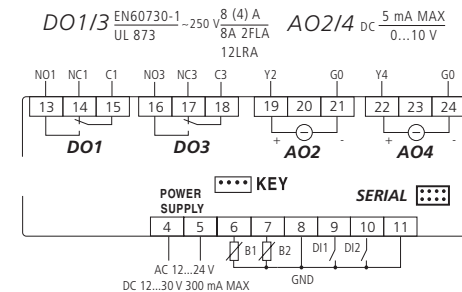 DO1/3 EN60730-1 UL 873 ~250 V 8 (4) A 8A 2FLA 12LRA AO2/4 DC 5 mA MAX 0...10 V
NO1 NC1 C1 NO3 NC3 C3 Y2 G0 Y4 G0
13 14 15 16 17 18 19 20 21 22 23 24
DO1 DO3 + AO2 - + AO4 -
KEY
POWER SUPPLY
SERIAL
4 5 6 7 8 9 10 11
B1 B2 DI1 DI2
AC 12...24 V
DC 12...30 V 300 mA MAX
GND